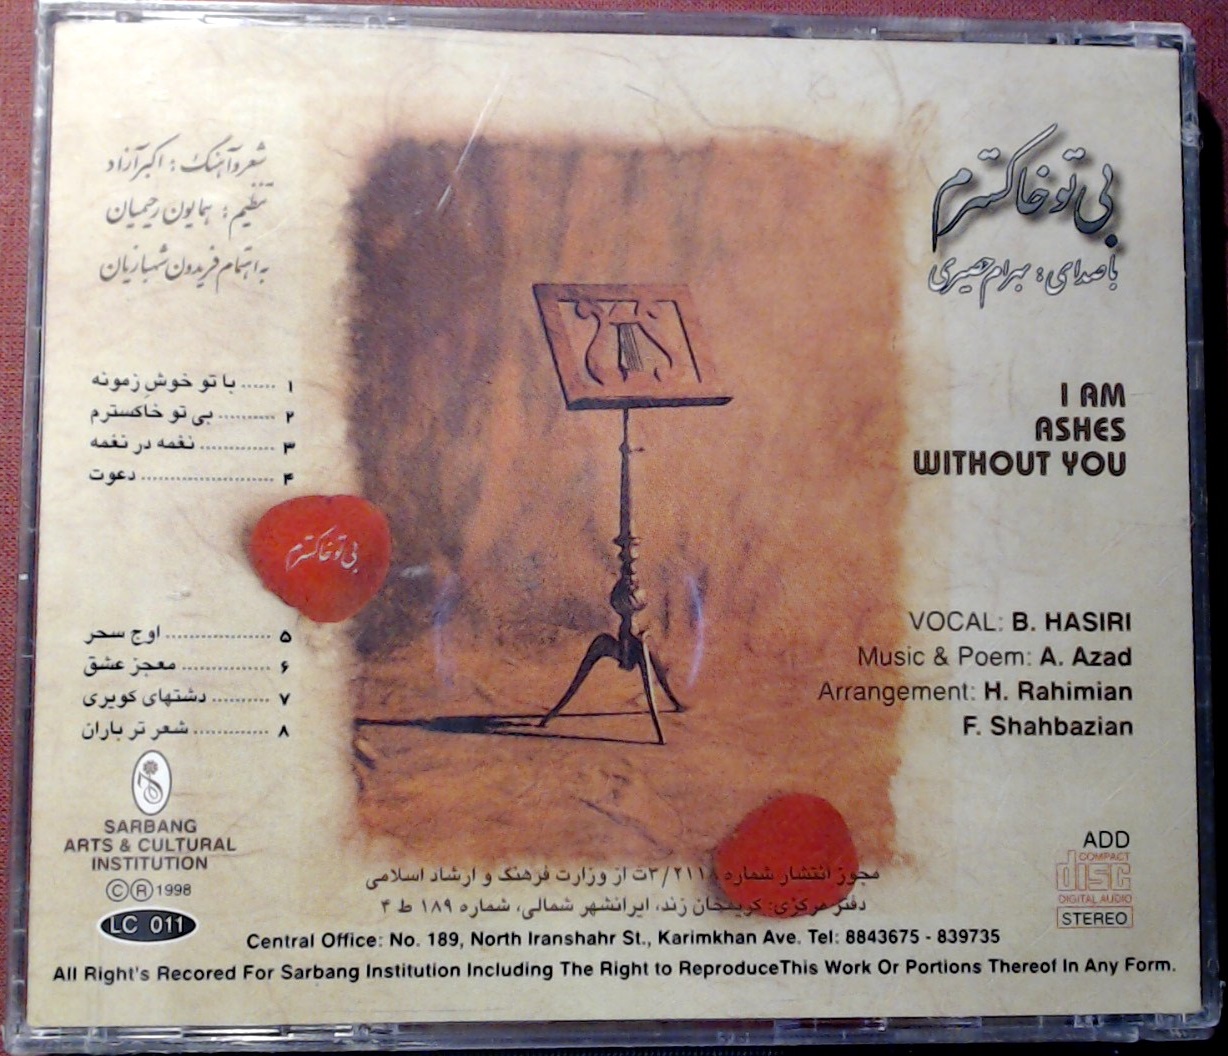 بی تو خاکسترم
با صدای : بهرام حصیری
شعر و آهنگ : اکبر آزاد
تنظیم : همایون رحیمیان
به اهتمام فریدون شهبازیان
I AM
ASHES
WITHOUT YOU
۱ ...... با تو خوشِ زمونه
۲ .......... بی تو خاکسترم
۳ ............. نغمه در نغمه
۴ ....................... دعوت
بی تو خاکسترم
۵ .................. اوج سحر
۶ ............... معجز عشق
۷ .......... دشتهای کویری
۸ ............. شعر تر باران
VOCAL: B. HASIRI
Music & Poem: A. Azad
Arrangement: H. Rahimian
F. Shahbazian
SARBANG
ARTS & CULTURAL
INSTITUTION
©®1998
LC 011
ADD
COMPACT
disc
DIGITAL AUDIO
STEREO
مجوز انتشار شماره ۳/۲۱۱۸ت از وزارت فرهنگ و ارشاد اسلامی
دفتر مرکزی: کریمخان زند، ایرانشهر شمالی، شماره ۱۸۹ ط ۴
Central Office: No. 189, North Iranshahr St., Karimkhan Ave. Tel: 8843675 - 839735
All Right's Recored For Sarbang Institution Including The Right to ReproduceThis Work Or Portions Thereof In Any Form.